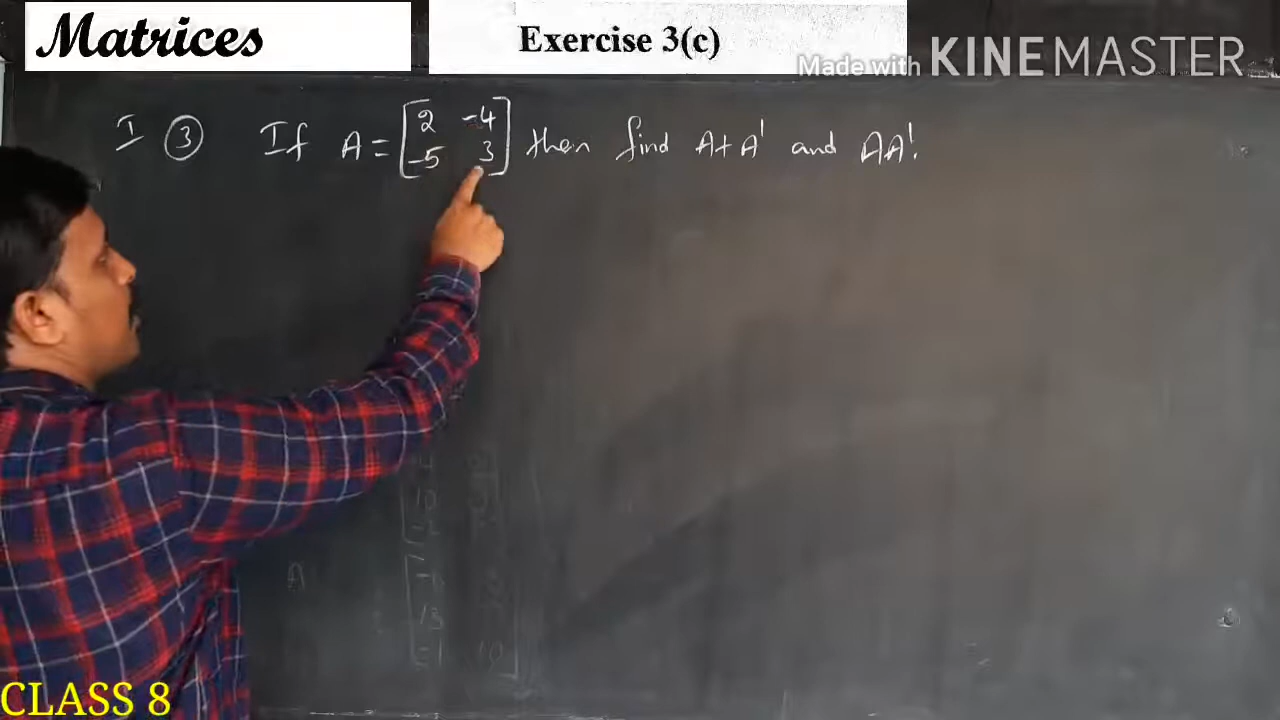 Matrices
Exercise 3(c)
Made with KINEMASTER
I ③ If A = [2 -4
-5 3] then find A+A' and AA'.
CLASS 8